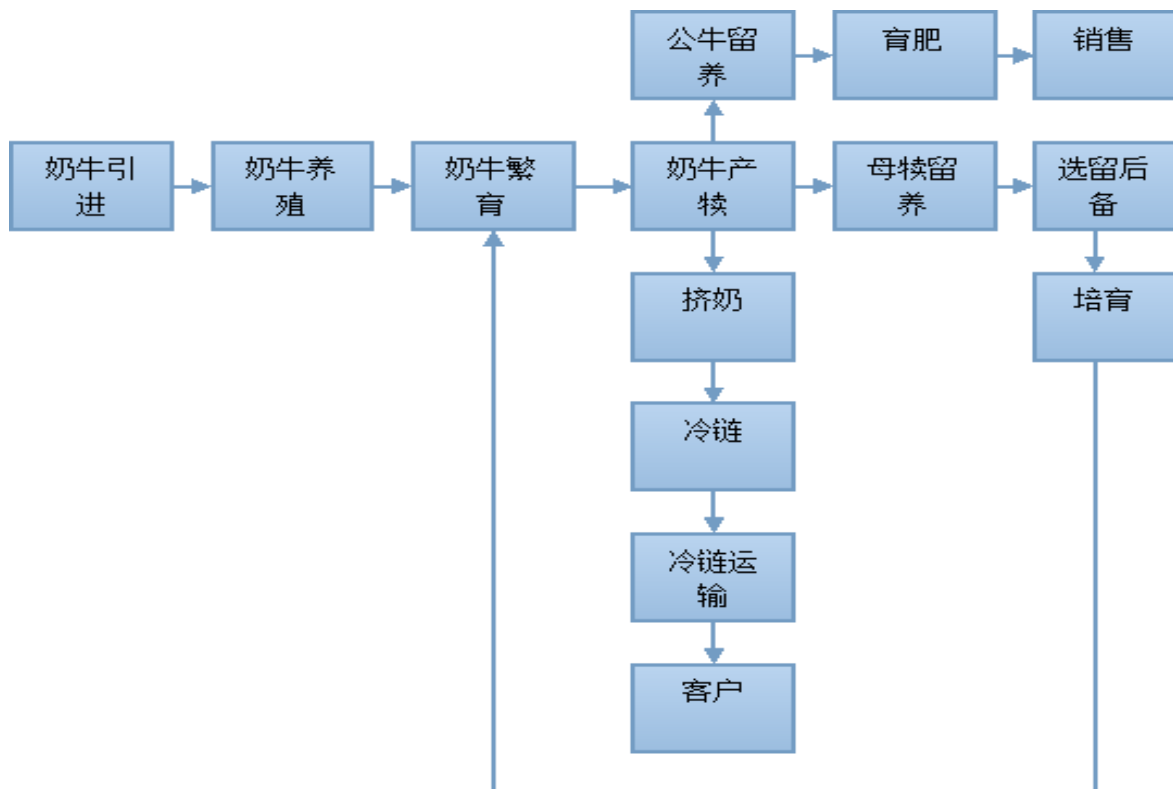 公牛留
养
育肥
销售
奶牛引
进
奶牛养
殖
奶牛繁
育
奶牛产
犊
母犊留
养
选留后
备
挤奶
培育
冷链
冷链运
输
客户